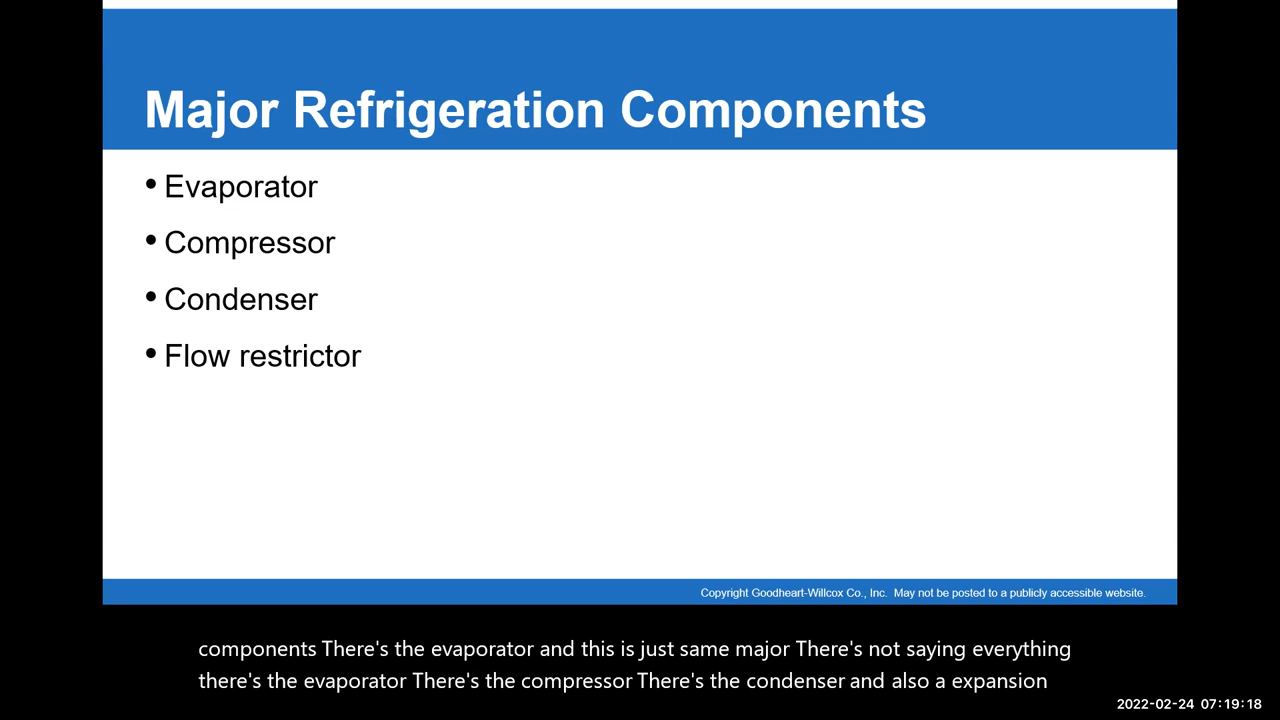 Major Refrigeration Components
• Evaporator
• Compressor
• Condenser
• Flow restrictor
Copyright Goodheart-Willcox Co., Inc. May not be posted to a publicly accessible website.
components There's the evaporator and this is just same major There's not saying everything
there's the evaporator There's the compressor There's the condenser and also a expansion
2022-02-24 07:19:18